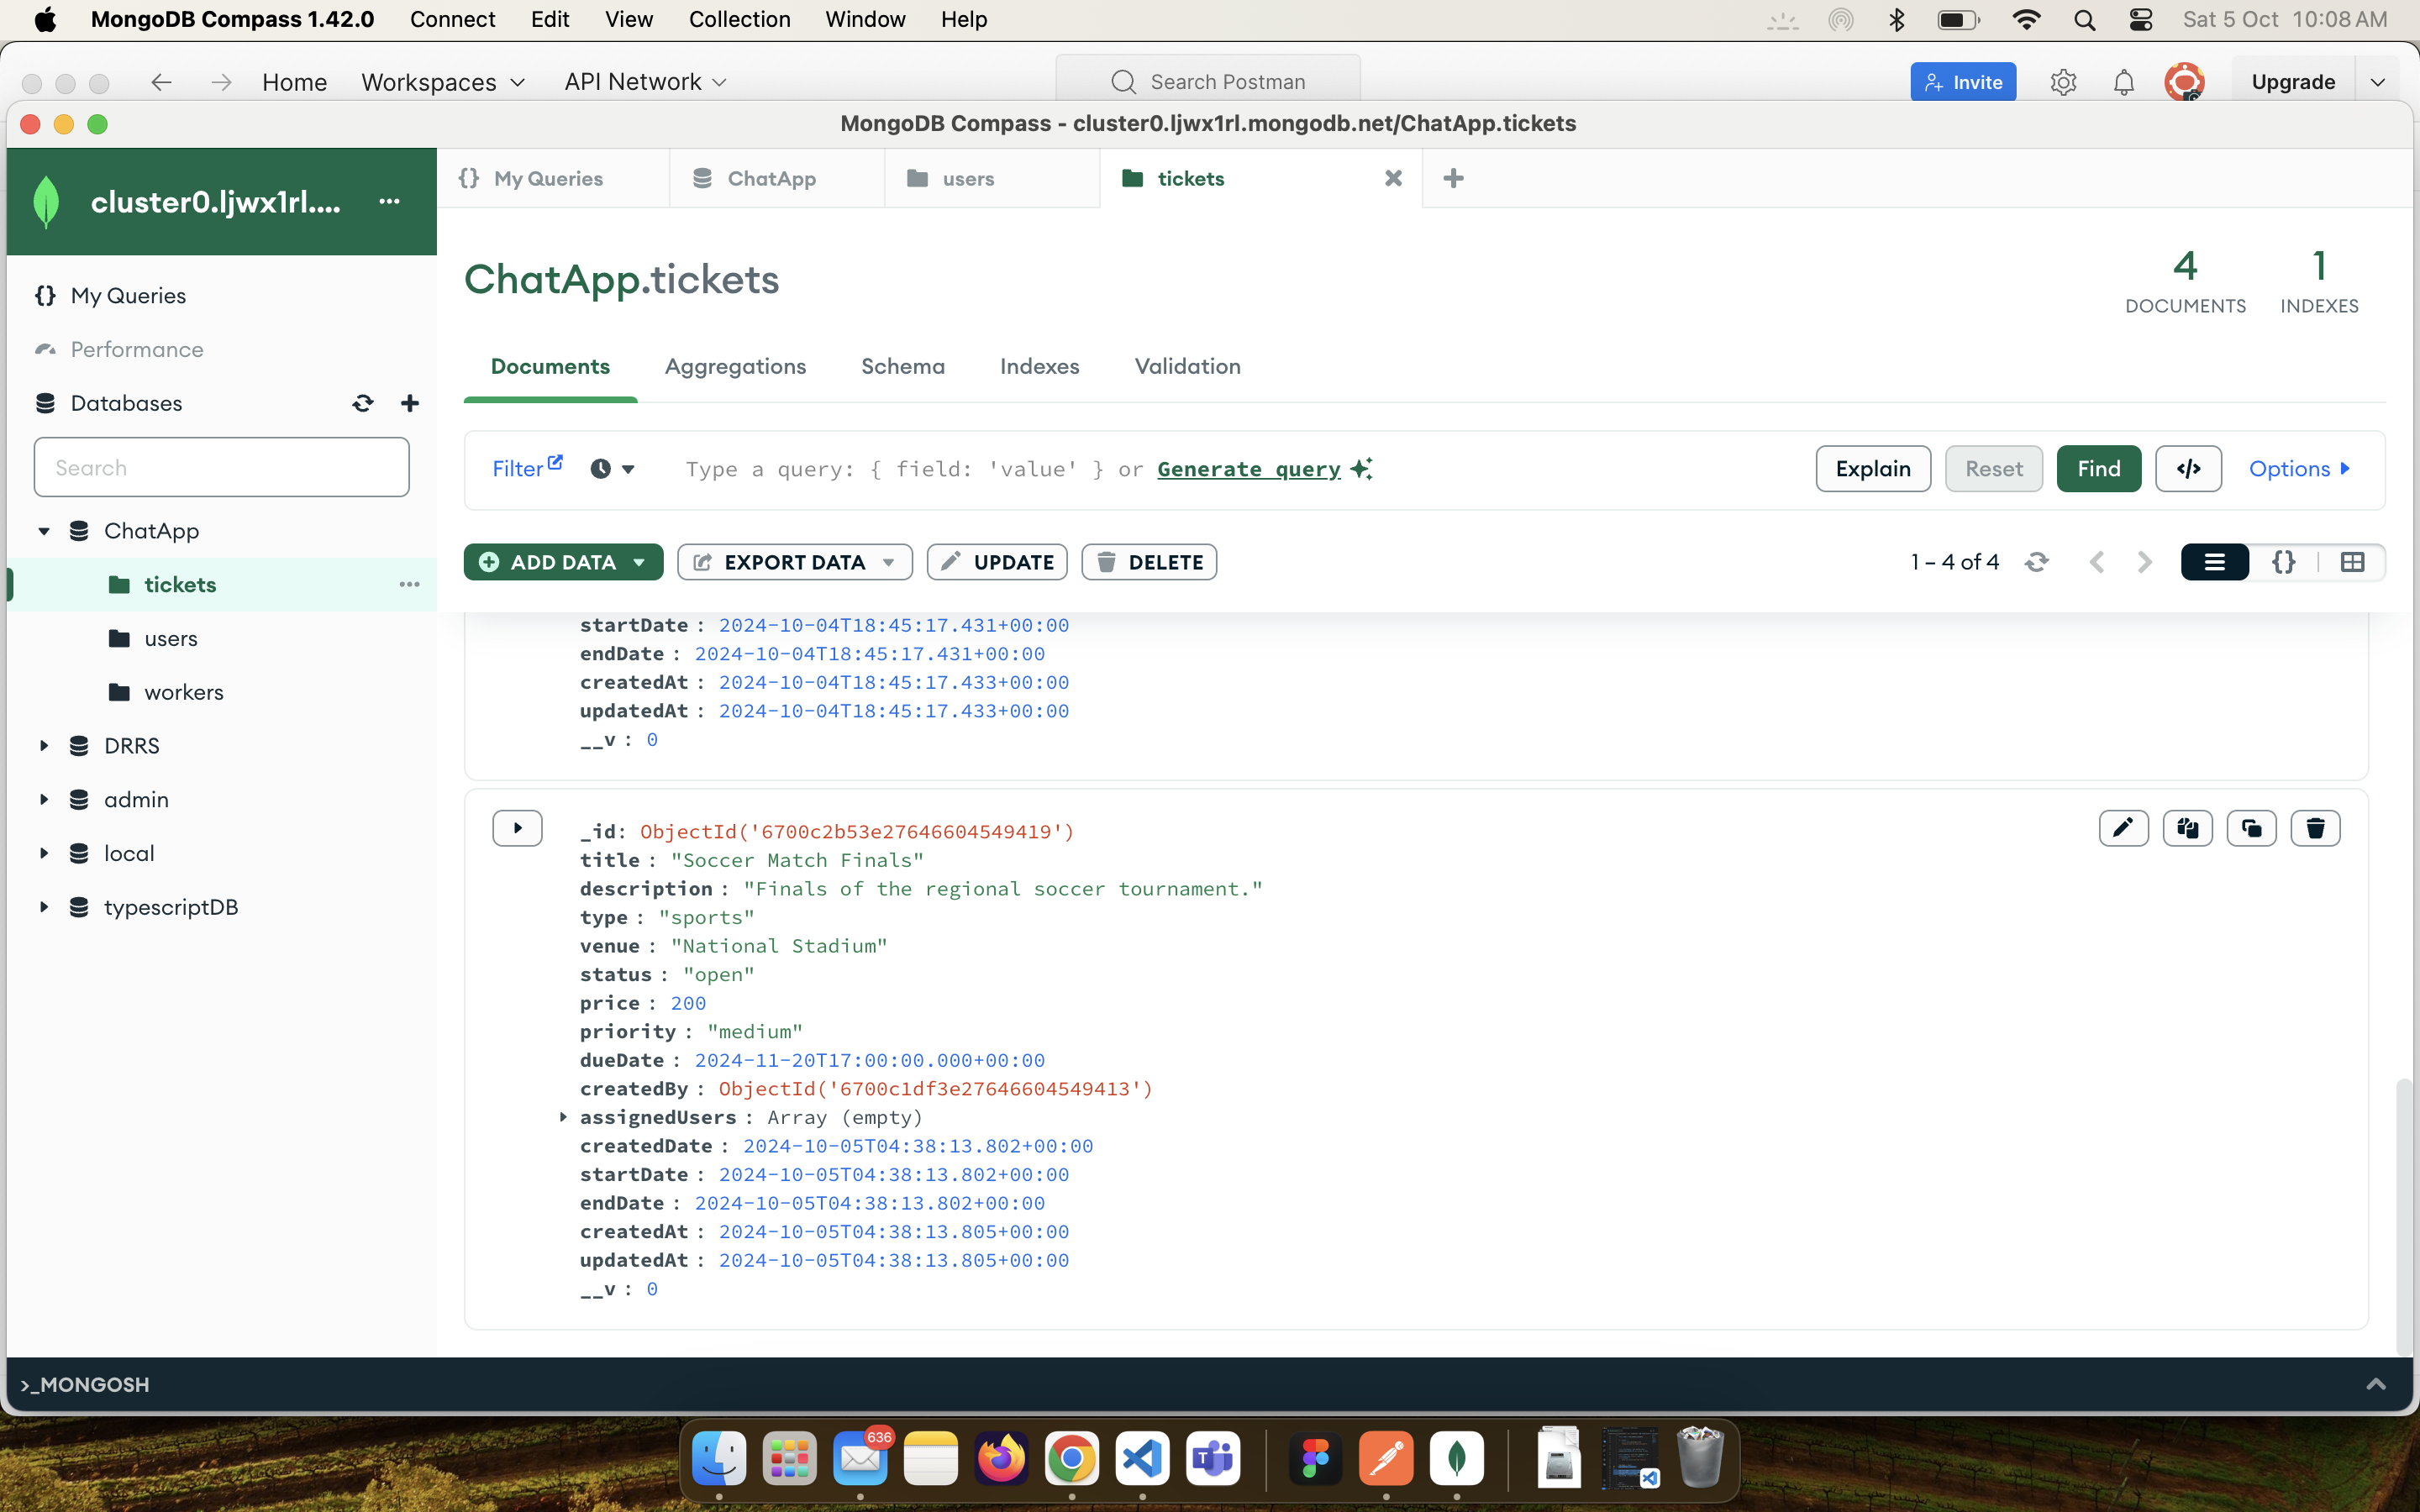 MongoDB Compass 1.42.0 Connect Edit View Collection Window Help Sat 5 Oct 10:08 AM
Home Workspaces API Network Search Postman Invite Upgrade
MongoDB Compass - cluster0.ljwx1rl.mongodb.net/ChatApp.tickets
cluster0.ljwx1rl.... ···
{} My Queries ChatApp users tickets
ChatApp.tickets
4 DOCUMENTS
1 INDEXES
{} My Queries
Performance
Databases
Search
ChatApp
tickets ···
users
workers
DRRS
admin
local
typescriptDB
Documents Aggregations Schema Indexes Validation
Filter Type a query: { field: 'value' } or Generate query Explain Reset Find </> Options
ADD DATA EXPORT DATA UPDATE DELETE 1 – 4 of 4 {}
startDate : 2024-10-04T18:45:17.431+00:00
endDate : 2024-10-04T18:45:17.431+00:00
createdAt : 2024-10-04T18:45:17.433+00:00
updatedAt : 2024-10-04T18:45:17.433+00:00
__v : 0
_id: ObjectId('6700c2b53e27646604549419')
title : "Soccer Match Finals"
description : "Finals of the regional soccer tournament."
type : "sports"
venue : "National Stadium"
status : "open"
price : 200
priority : "medium"
dueDate : 2024-11-20T17:00:00.000+00:00
createdBy : ObjectId('6700c1df3e27646604549413')
assignedUsers : Array (empty)
createdDate : 2024-10-05T04:38:13.802+00:00
startDate : 2024-10-05T04:38:13.802+00:00
endDate : 2024-10-05T04:38:13.802+00:00
createdAt : 2024-10-05T04:38:13.805+00:00
updatedAt : 2024-10-05T04:38:13.805+00:00
__v : 0
>_MONGOSH
636